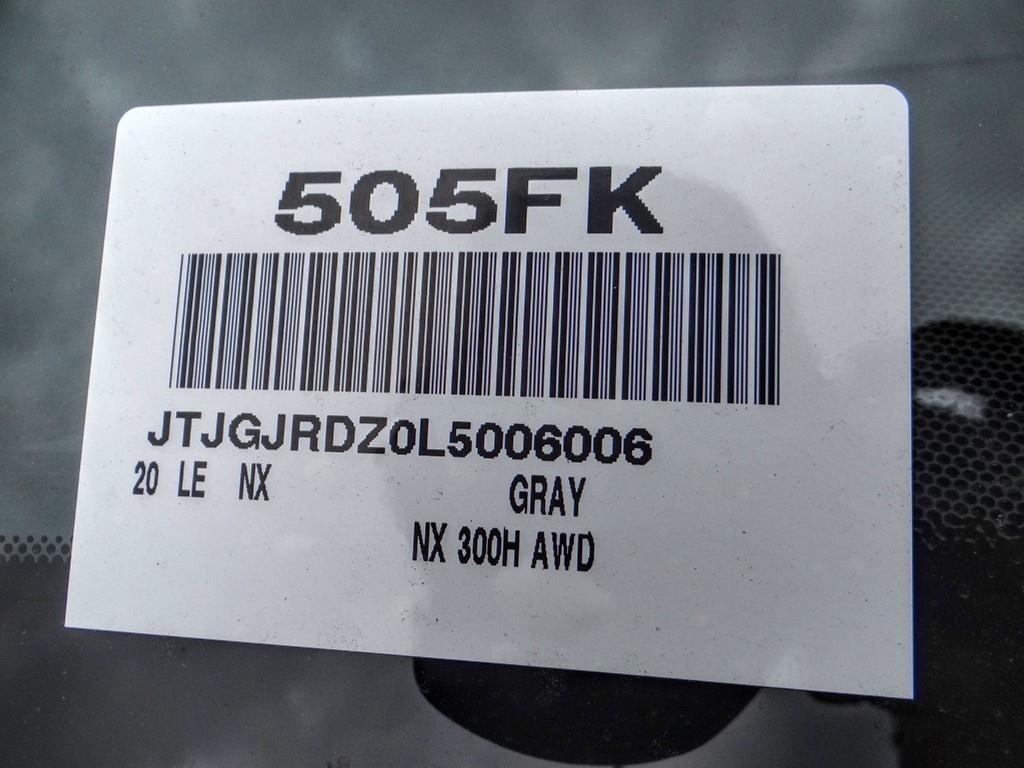 505FK
JTJGJRDZ0L5006006
20 LE NX GRAY
NX 300H AWD